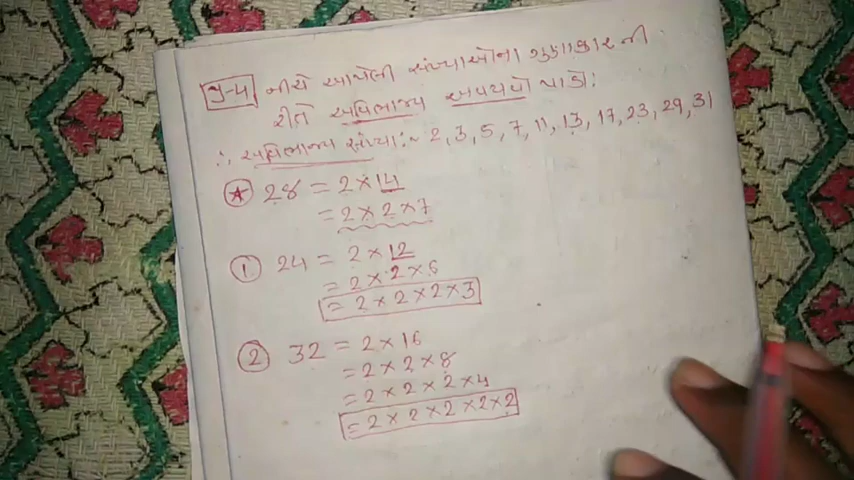 પ્ર-૫ નીચે આપેલી સંખ્યાઓના ગુણાકારની
રીતે અવિભાજ્ય અવયવો પાડો:
∴ અવિભાજ્ય સંખ્યા:- 2, 3, 5, 7, 11, 13, 17, 23, 29, 31
* 28 = 2 × 14
= 2 × 2 × 7
1 24 = 2 × 12
= 2 × 2 × 6
= 2 × 2 × 2 × 3
2 32 = 2 × 16
= 2 × 2 × 8
= 2 × 2 × 2 × 4
= 2 × 2 × 2 × 2 × 2